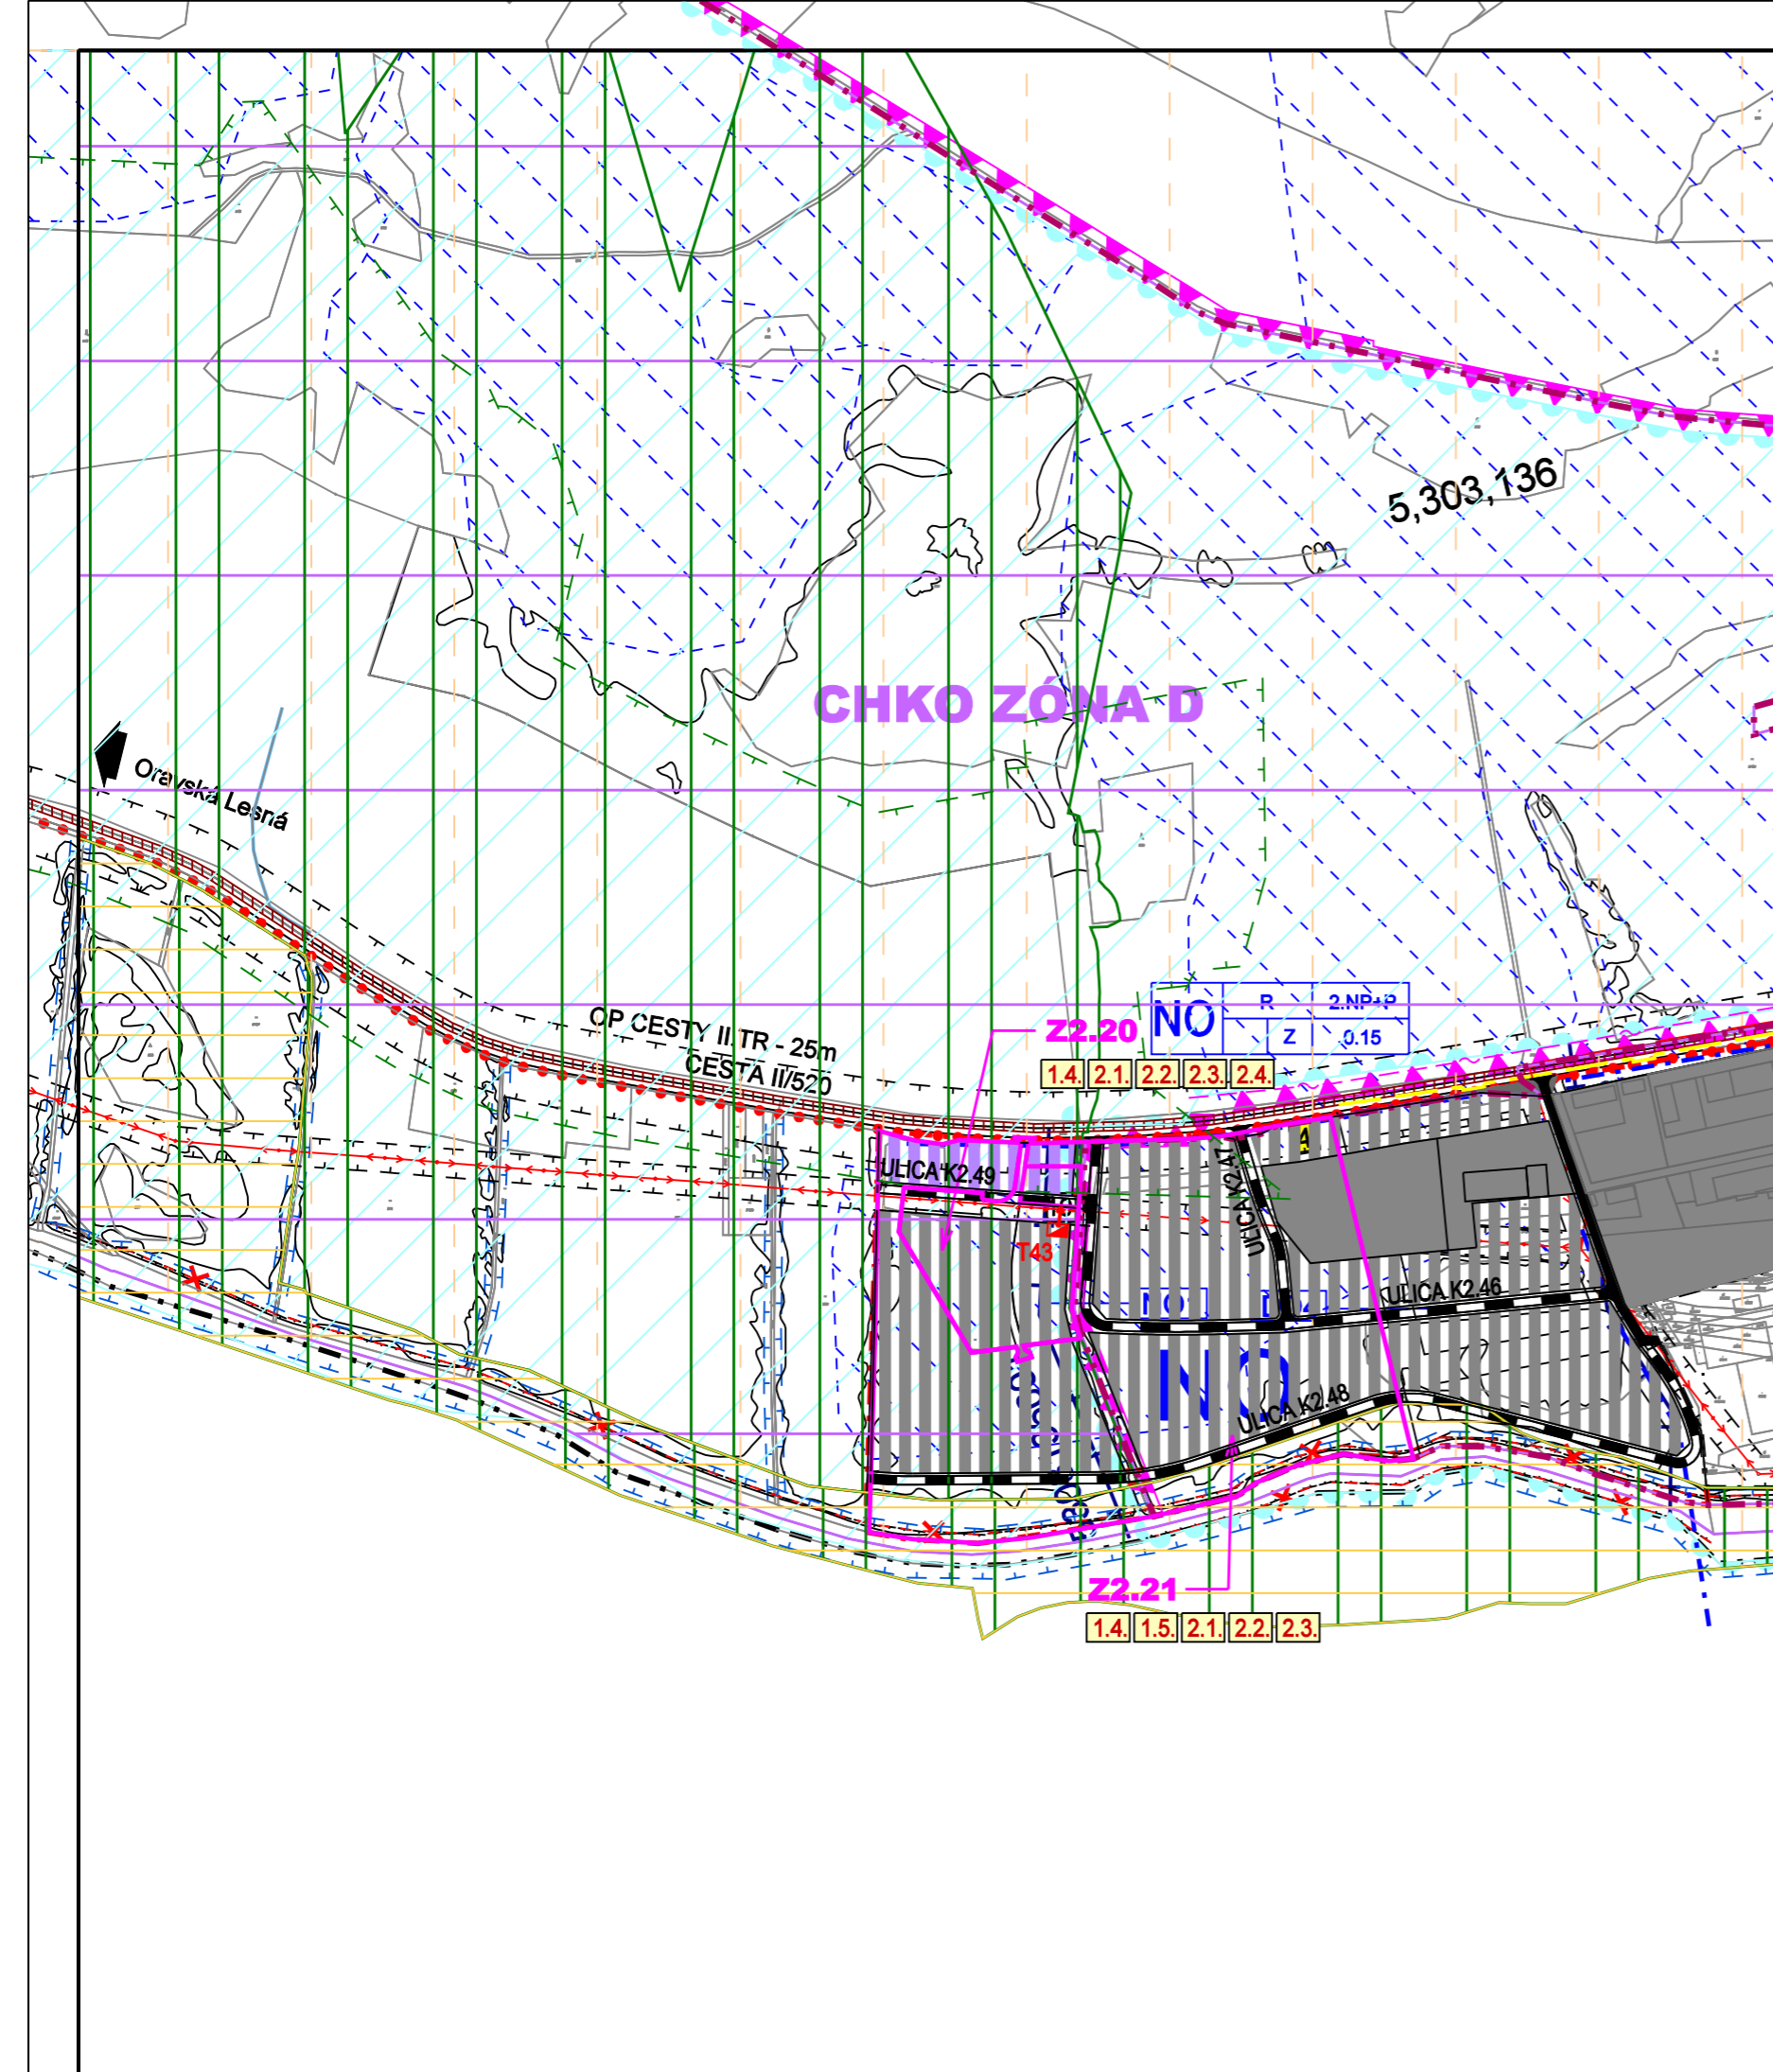 5,303,136
CHKO ZÓNA D
Oravská Lesná
OP CESTY II.TR - 25m
CESTA II/520
NO R 2.NP+P
Z 0.15
Z2.20
1.4. 2.1. 2.2. 2.3. 2.4.
ULICA K2.49
ULICA K2.47
A
T43
ULICA K2.46
NO
ULICA K2.48
Z2.21
1.4. 1.5. 2.1. 2.2. 2.3.